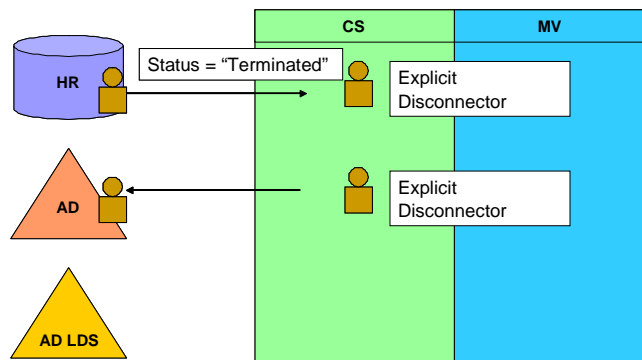 CS
MV
Status = “Terminated”
HR
Explicit
Disconnector
AD
Explicit
Disconnector
AD LDS